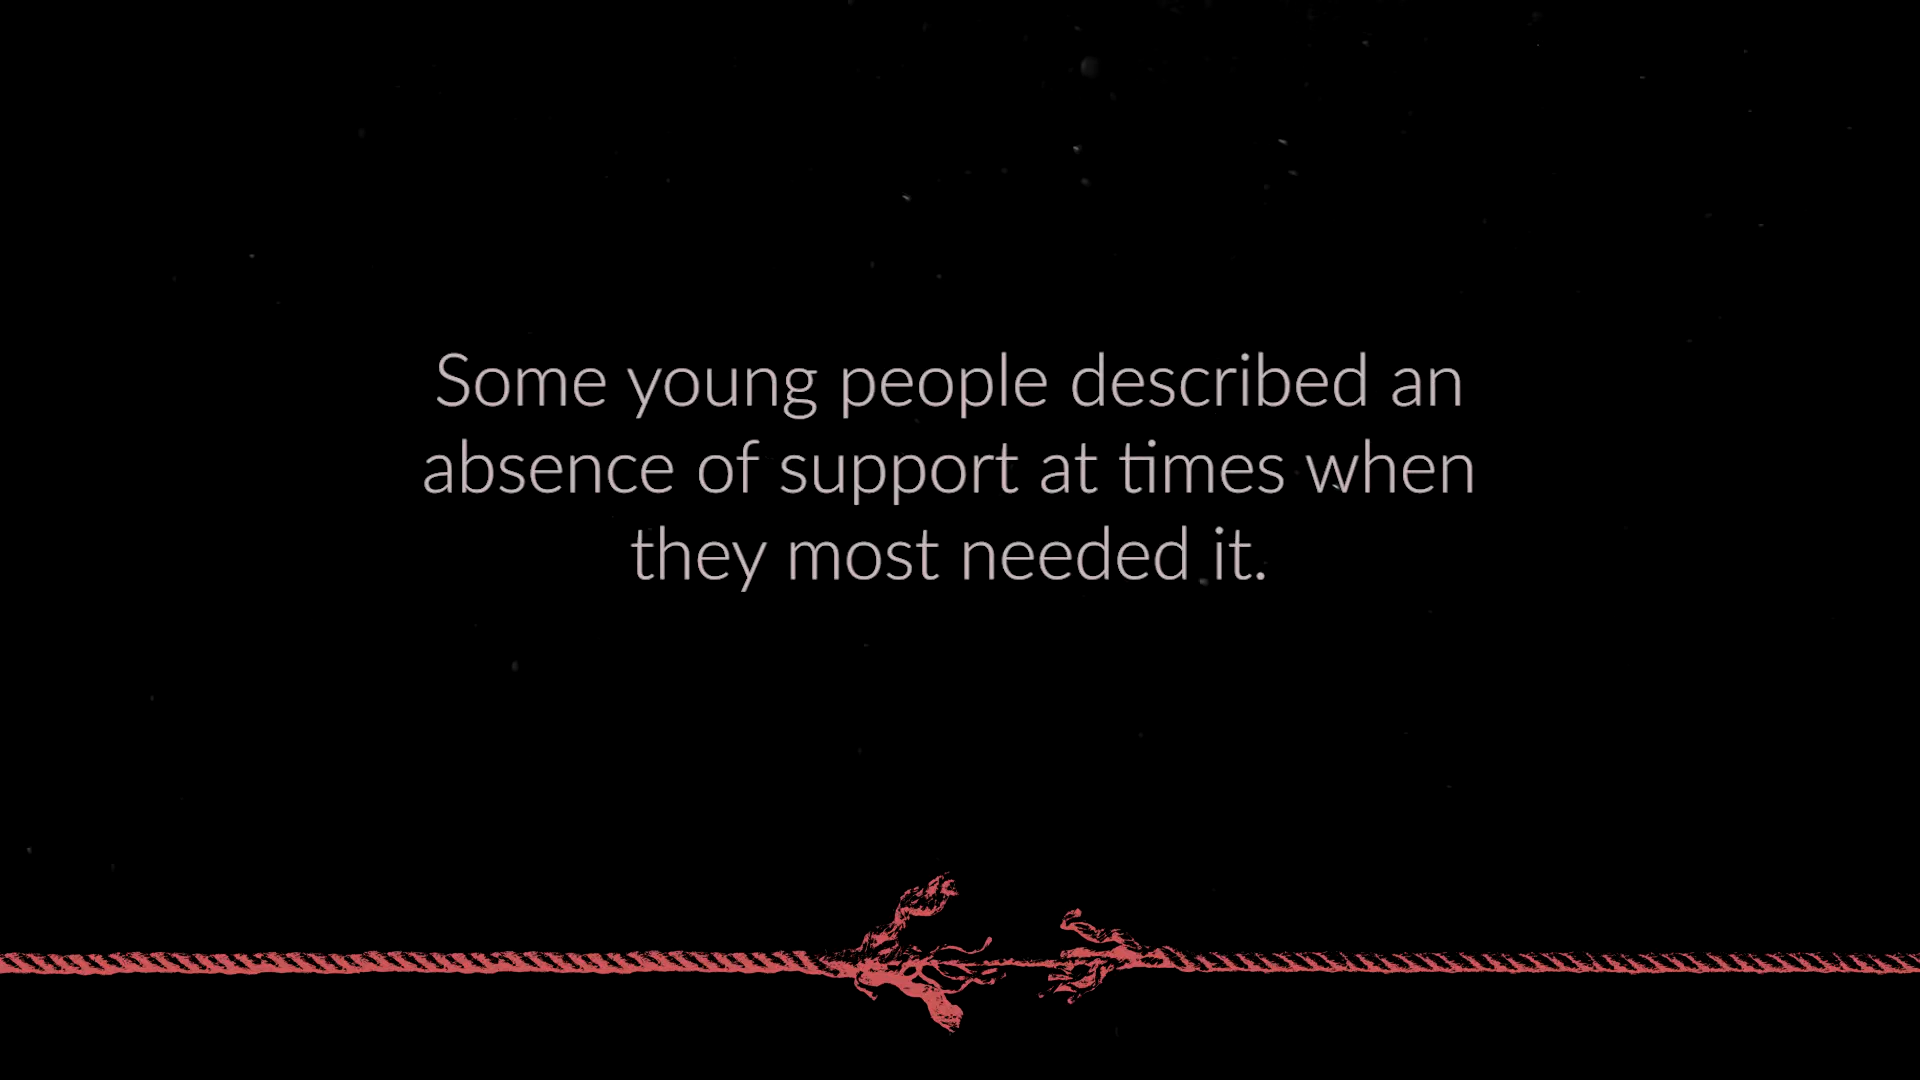 Some young people described an
absence of support at times when
they most needed it.